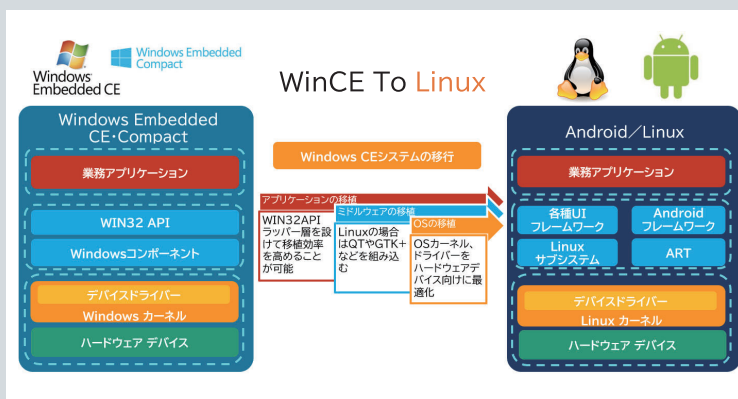 Windows
Embedded CE
Windows Embedded
Compact
WinCE To Linux
Windows Embedded
CE・Compact
業務アプリケーション
WIN32 API
Windowsコンポーネント
デバイスドライバー
Windows カーネル
ハードウェア デバイス
Windows CEシステムの移行
アプリケーションの移植
WIN32API
ラッパー層を設
けて移植効率
を高めること
が可能
ミドルウェアの移植
Linuxの場合
はQTやGTK+
などを組み込
む
OSの移植
OSカーネル、
ドライバーを
ハードウェアデ
バイス向けに最
適化
Android／Linux
業務アプリケーション
各種UI
フレームワーク
Android
フレームワーク
Linux
サブシステム
ART
デバイスドライバー
Linux カーネル
ハードウェア デバイス